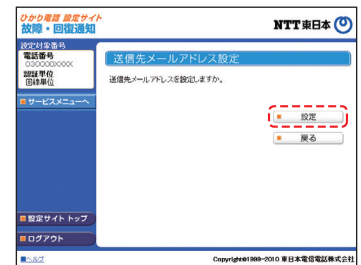 ひかり電話 設定サイト
故障・回復通知
NTT東日本
設定対象番号
電話番号
0300000XXXX
認証単位
回線単位
サービスメニューへ
設定サイトトップ
ログアウト
ヘルプ
送信先メールアドレス設定
送信先メールアドレスを設定しますか。
設定
戻る
Copyright©1999-2010 東日本電信電話株式会社